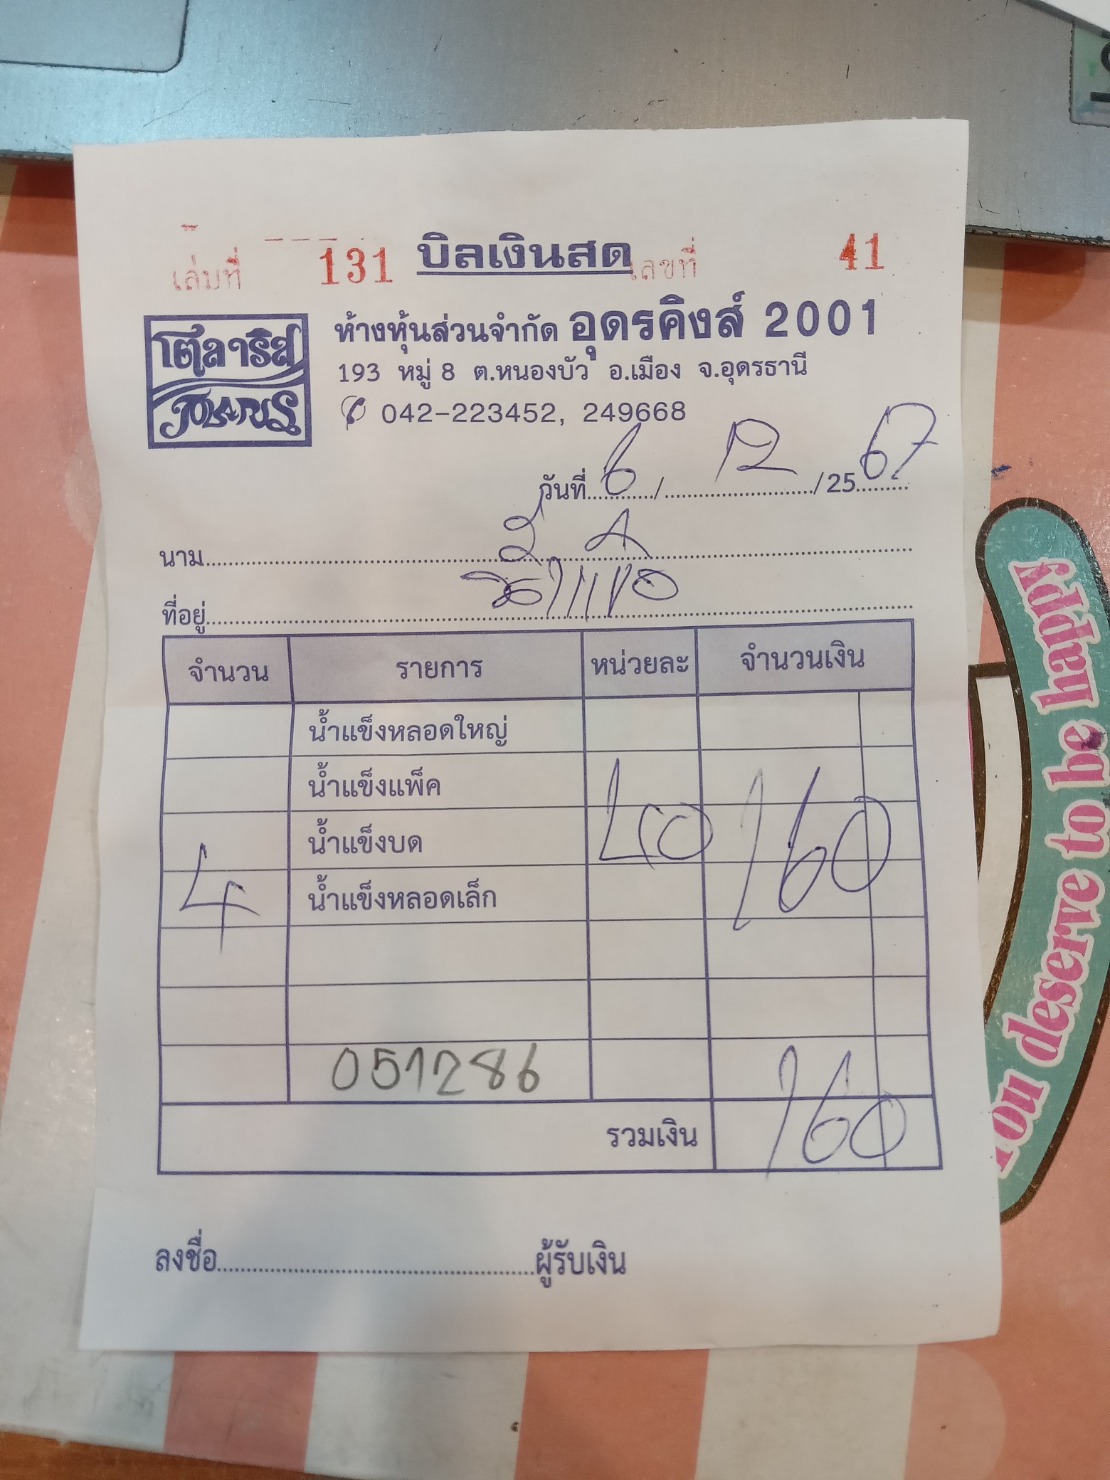 เล่มที่ 131 บิลเงินสด เลขที่ 41
โตลาริส
POLARIS
ห้างหุ้นส่วนจำกัด อุดรคิงส์ 2001
193 หมู่ 8 ต.หนองบัว อ.เมือง จ.อุดรธานี
✆ 042-223452, 249668
วันที่ 6 / 12 / 2567
นาม
ที่อยู่
จำนวน รายการ หน่วยละ จำนวนเงิน
น้ำแข็งหลอดใหญ่
น้ำแข็งแพ็ค
น้ำแข็งบด 40 160
4 น้ำแข็งหลอดเล็ก
051286
รวมเงิน 160
ลงชื่อ ผู้รับเงิน
You deserve to be happy